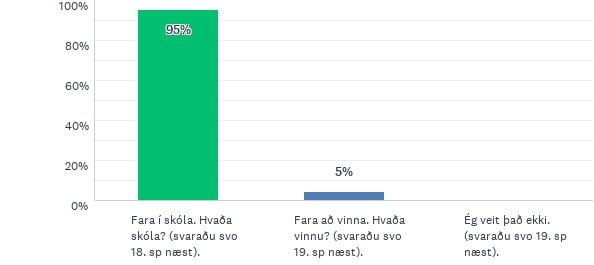 100%
80%
60%
40%
20%
0%
95%
5%
Fara í skóla. Hvaða
skóla? (svaraðu svo
18. sp næst).
Fara að vinna. Hvaða
vinnu? (svaraðu svo
19. sp næst).
Ég veit það ekki.
(svaraðu svo 19. sp
næst).